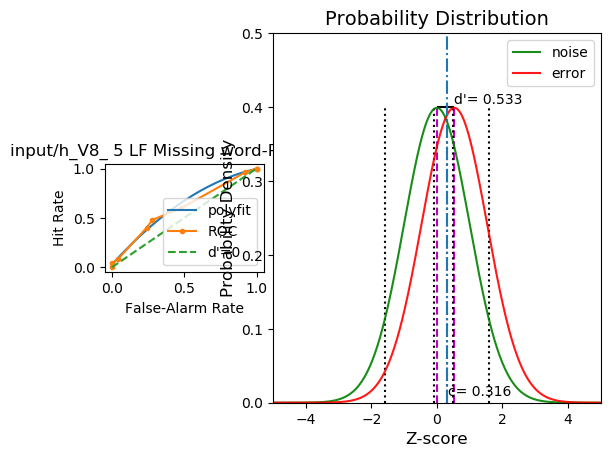 Probability Distribution
input/h_V8_ 5 LF Missing word-
Hit Rate
1.0
0.5
0.0
polyfit
d'=0
0.0
0.5
1.0
False-Alarm Rate
Probability Density
0.5
0.4
0.3
0.2
0.1
0.0
noise
error
d'= 0.533
c= 0.316
−4
−2
0
2
4
Z-score